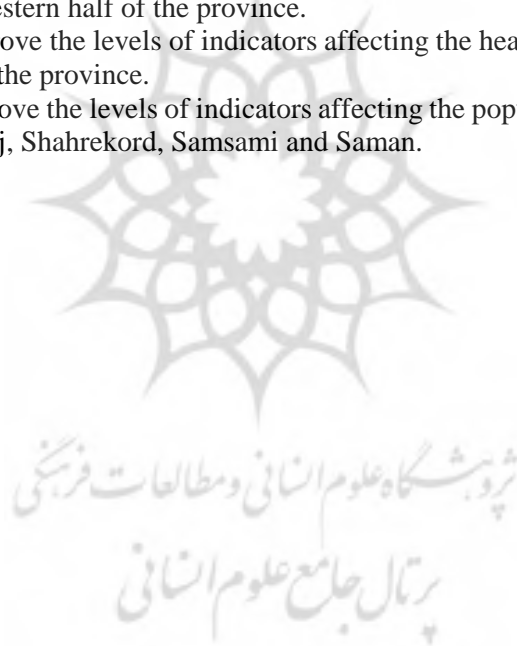 estern half of the province.
ove the levels of indicators affecting the hea
the province.
ove the levels of indicators affecting the pop
j, Shahrekord, Samsami and Saman.
پژوهشگاه علوم انسانی و مطالعات فرهنگی
پرتال جامع علوم انسانی